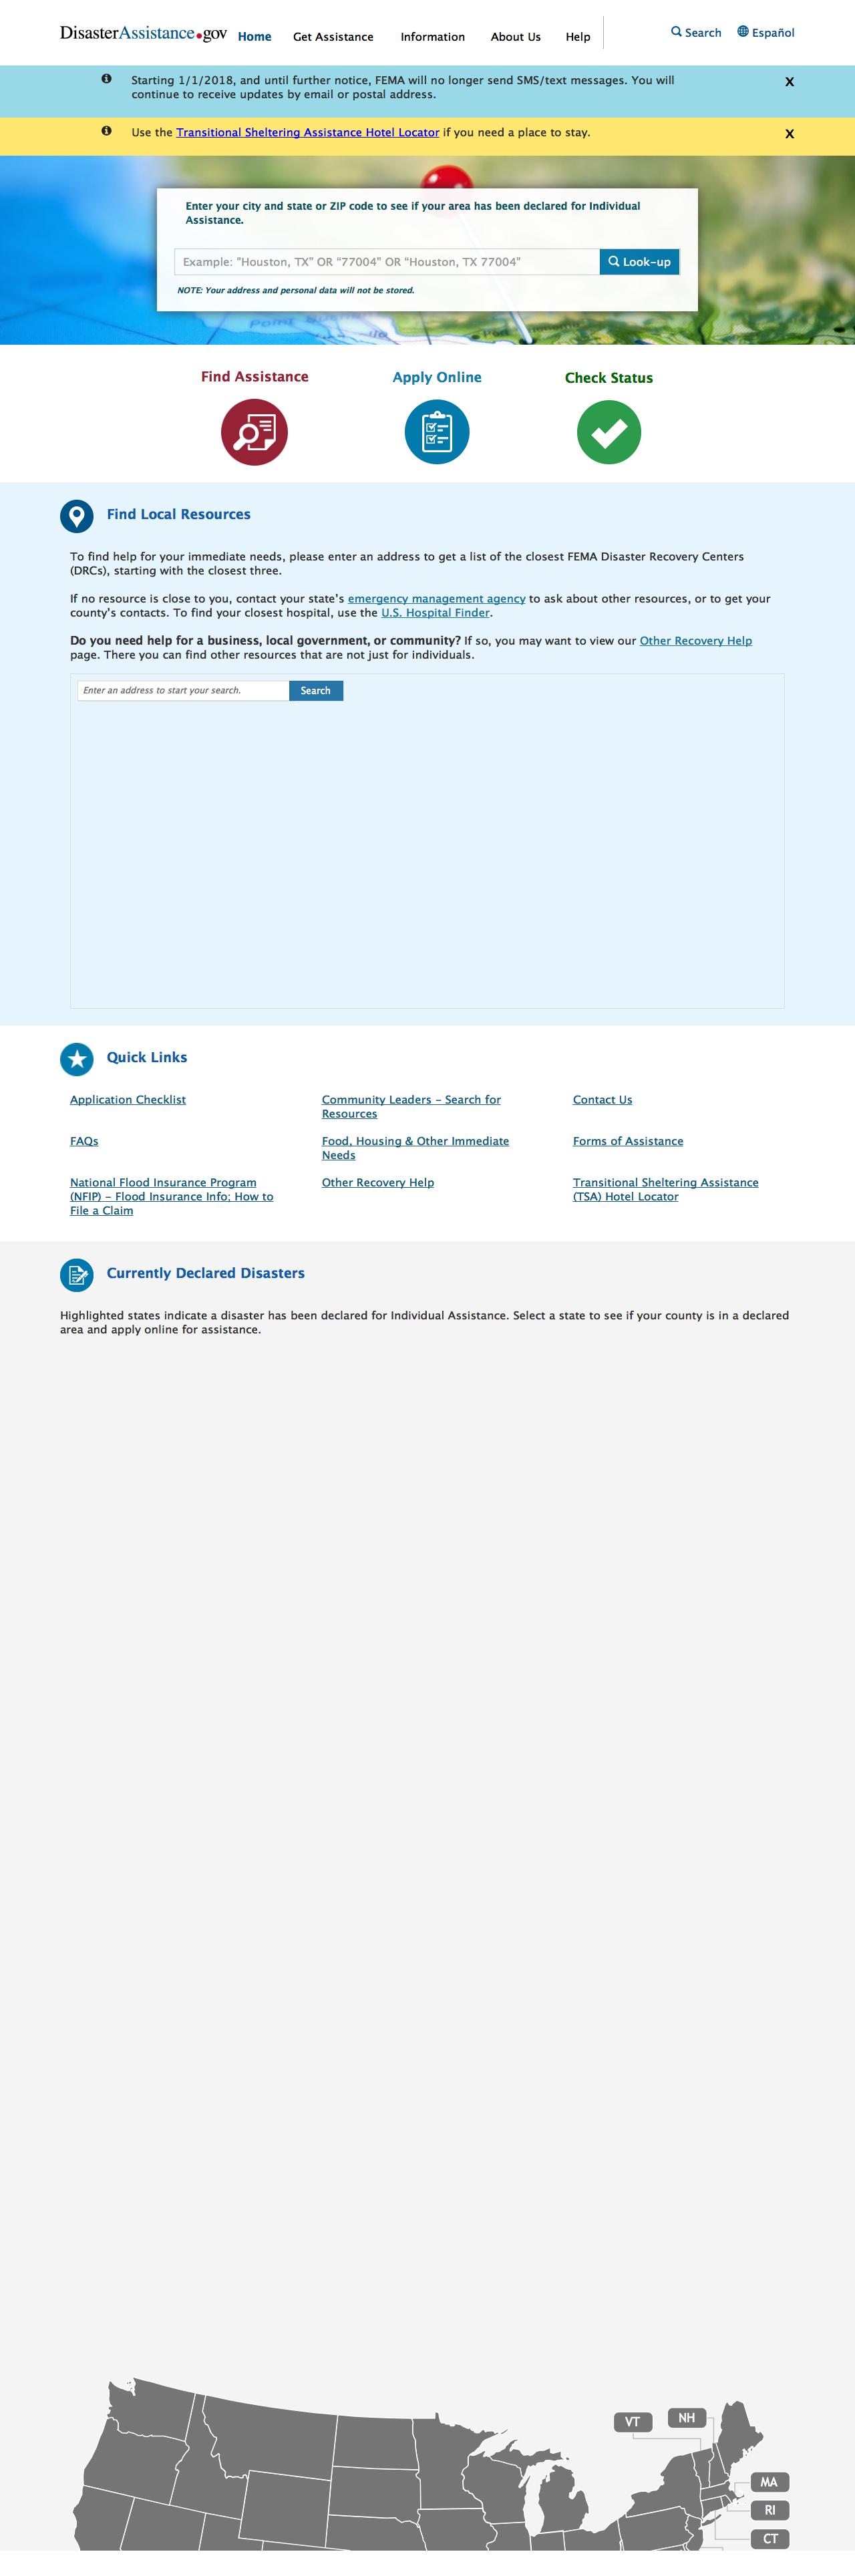 DisasterAssistance.gov
Home
Get Assistance
Information
About Us
Help
Search
Español
Starting 1/1/2018, and until further notice, FEMA will no longer send SMS/text messages. You will
continue to receive updates by email or postal address.
X
Use the Transitional Sheltering Assistance Hotel Locator if you need a place to stay.
X
Enter your city and state or ZIP code to see if your area has been declared for Individual
Assistance.
Example: "Houston, TX" OR "77004" OR "Houston, TX 77004"
Look-up
NOTE: Your address and personal data will not be stored.
Find Assistance
Apply Online
Check Status
Find Local Resources
To find help for your immediate needs, please enter an address to get a list of the closest FEMA Disaster Recovery Centers
(DRCs), starting with the closest three.
If no resource is close to you, contact your state's emergency management agency to ask about other resources, or to get your
county's contacts. To find your closest hospital, use the U.S. Hospital Finder.
Do you need help for a business, local government, or community? If so, you may want to view our Other Recovery Help
page. There you can find other resources that are not just for individuals.
Enter an address to start your search.
Search
Quick Links
Application Checklist
Community Leaders - Search for
Resources
Contact Us
FAQs
Food, Housing & Other Immediate
Needs
Forms of Assistance
National Flood Insurance Program
(NFIP) - Flood Insurance Info; How to
File a Claim
Other Recovery Help
Transitional Sheltering Assistance
(TSA) Hotel Locator
Currently Declared Disasters
Highlighted states indicate a disaster has been declared for Individual Assistance. Select a state to see if your county is in a declared
area and apply online for assistance.
VT
NH
MA
RI
CT